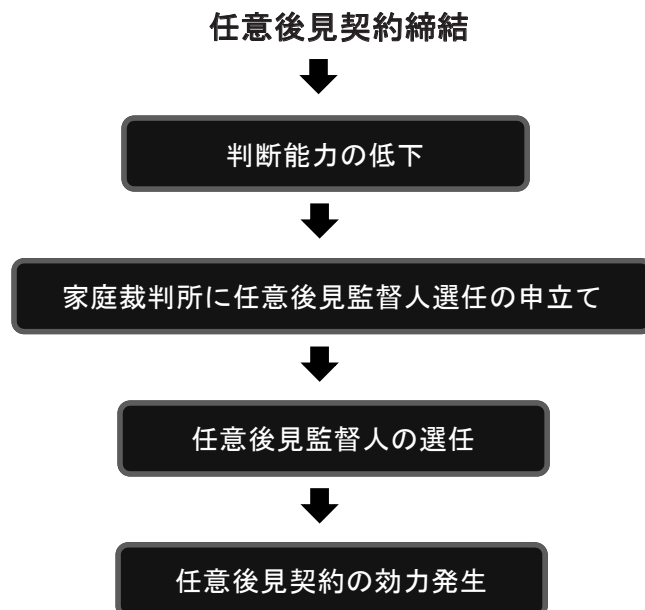 任意後見契約締結
判断能力の低下
家庭裁判所に任意後見監督人選任の申立て
任意後見監督人の選任
任意後見契約の効力発生